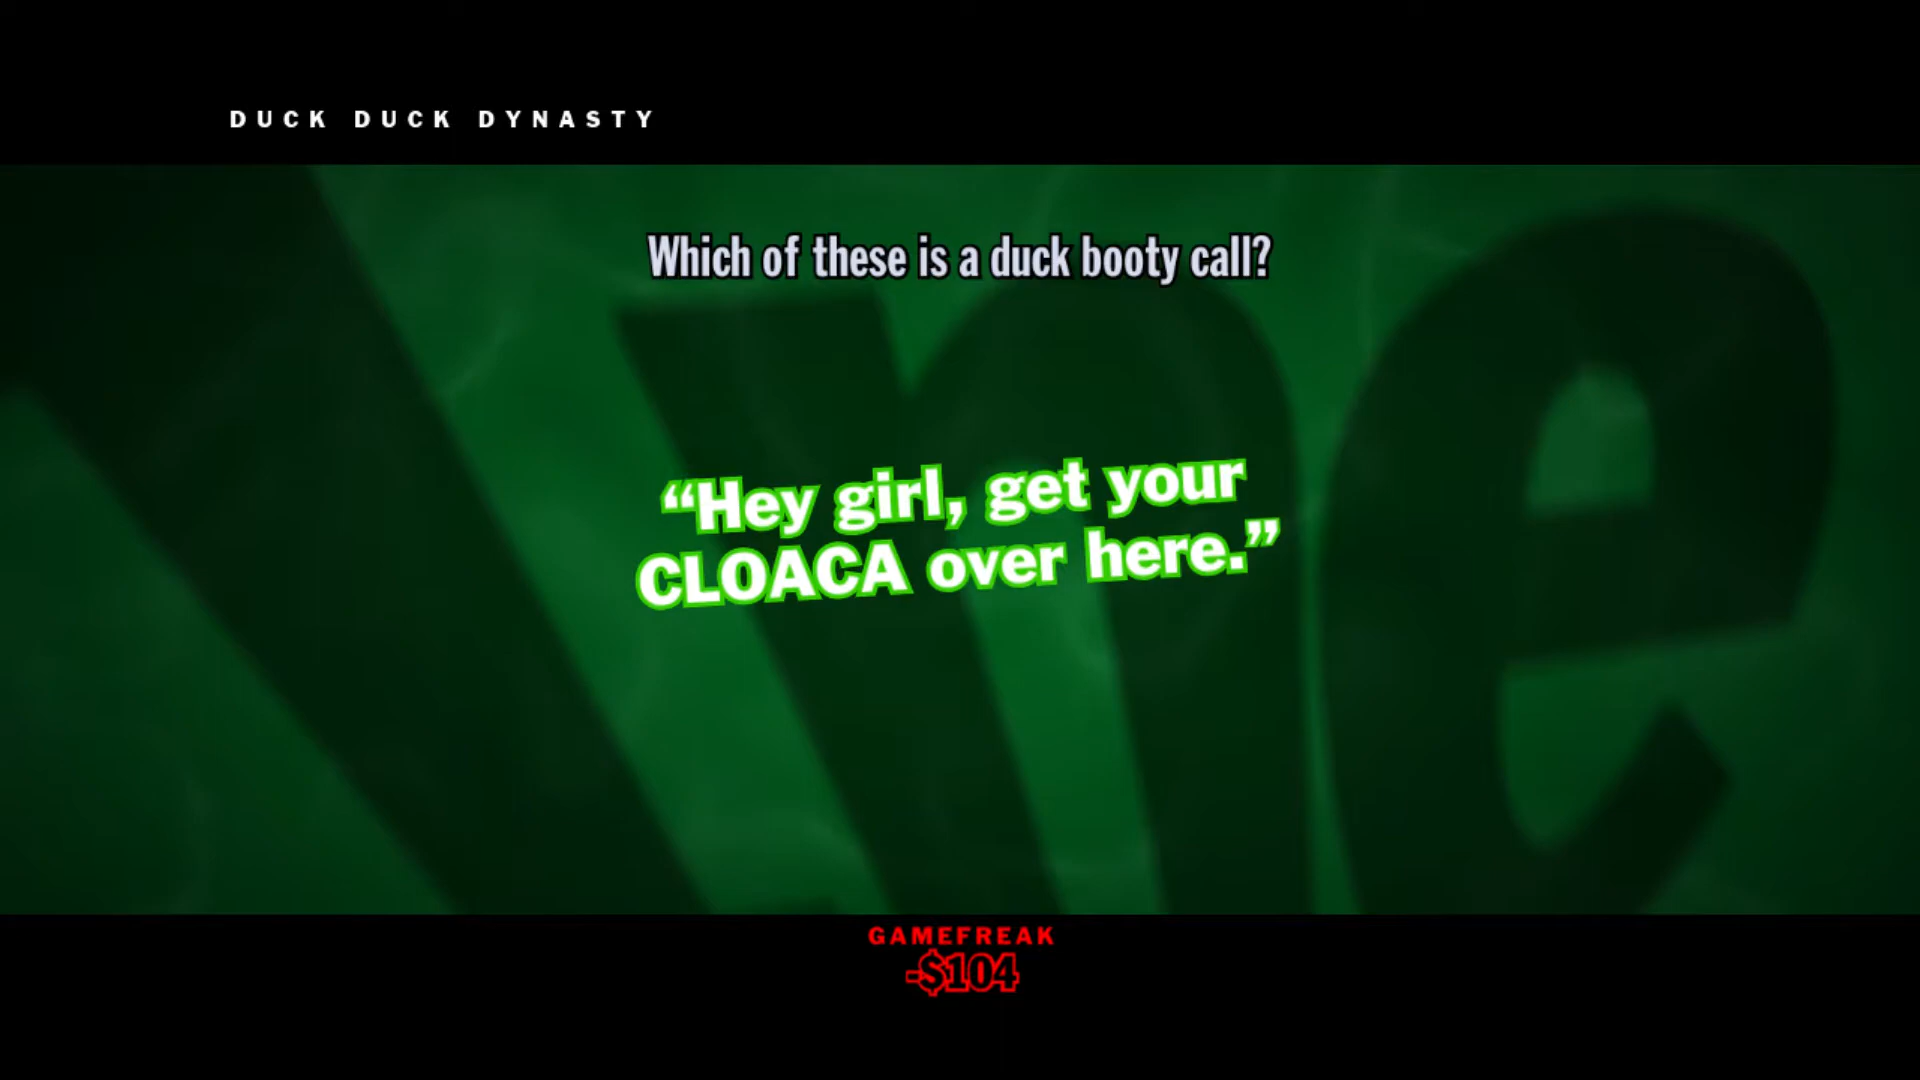 DUCK DUCK DYNASTY
Which of these is a duck booty call?
“Hey girl, get your
CLOACA over here.”
GAMEFREAK
-$104